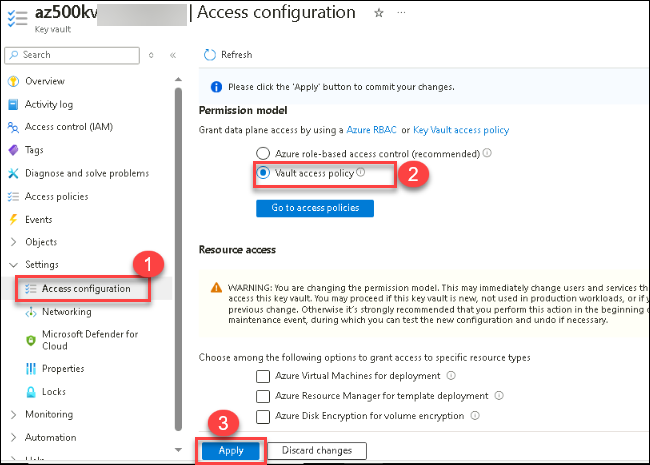 az500kv | Access configuration
Key vault
Search
Overview
Activity log
Access control (IAM)
Tags
Diagnose and solve problems
Access policies
Events
Objects
Settings
1
Access configuration
Networking
Microsoft Defender for
Cloud
Properties
Locks
Monitoring
Automation
Help
Refresh
Please click the 'Apply' button to commit your changes.
Permission model
Grant data plane access by using a Azure RBAC or Key Vault access policy
Azure role-based access control (recommended)
Vault access policy
2
Go to access policies
Resource access
WARNING: You are changing the permission model. This may immediately change users and services th
access this key vault. You may proceed if this key vault is new, not used in production workloads, or if y
previous change. Otherwise it's strongly recommended that you perform this action in the beginning o
maintenance event, during which you can test the new configuration and undo if necessary.
Choose among the following options to grant access to specific resource types
Azure Virtual Machines for deployment
Azure Resource Manager for template deployment
Azure Disk Encryption for volume encryption
3
Apply
Discard changes